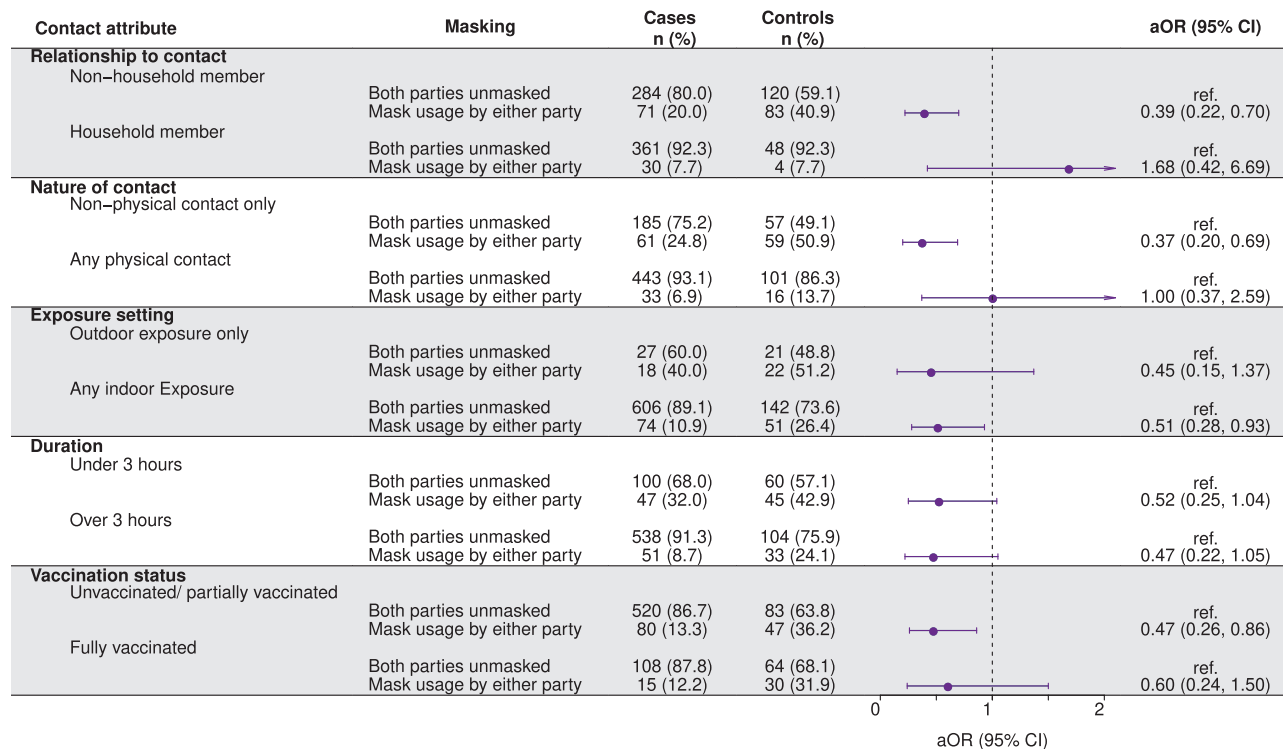 Contact attribute Masking Cases n (%) Controls n (%) aOR (95% CI)
Relationship to contact
Non−household member
Both parties unmasked 284 (80.0) 120 (59.1) ref.
Mask usage by either party 71 (20.0) 83 (40.9) 0.39 (0.22, 0.70)
Household member
Both parties unmasked 361 (92.3) 48 (92.3) ref.
Mask usage by either party 30 (7.7) 4 (7.7) 1.68 (0.42, 6.69)
Nature of contact
Non−physical contact only
Both parties unmasked 185 (75.2) 57 (49.1) ref.
Mask usage by either party 61 (24.8) 59 (50.9) 0.37 (0.20, 0.69)
Any physical contact
Both parties unmasked 443 (93.1) 101 (86.3) ref.
Mask usage by either party 33 (6.9) 16 (13.7) 1.00 (0.37, 2.59)
Exposure setting
Outdoor exposure only
Both parties unmasked 27 (60.0) 21 (48.8) ref.
Mask usage by either party 18 (40.0) 22 (51.2) 0.45 (0.15, 1.37)
Any indoor Exposure
Both parties unmasked 606 (89.1) 142 (73.6) ref.
Mask usage by either party 74 (10.9) 51 (26.4) 0.51 (0.28, 0.93)
Duration
Under 3 hours
Both parties unmasked 100 (68.0) 60 (57.1) ref.
Mask usage by either party 47 (32.0) 45 (42.9) 0.52 (0.25, 1.04)
Over 3 hours
Both parties unmasked 538 (91.3) 104 (75.9) ref.
Mask usage by either party 51 (8.7) 33 (24.1) 0.47 (0.22, 1.05)
Vaccination status
Unvaccinated/ partially vaccinated
Both parties unmasked 520 (86.7) 83 (63.8) ref.
Mask usage by either party 80 (13.3) 47 (36.2) 0.47 (0.26, 0.86)
Fully vaccinated
Both parties unmasked 108 (87.8) 64 (68.1) ref.
Mask usage by either party 15 (12.2) 30 (31.9) 0.60 (0.24, 1.50)
0 1 2
aOR (95% CI)